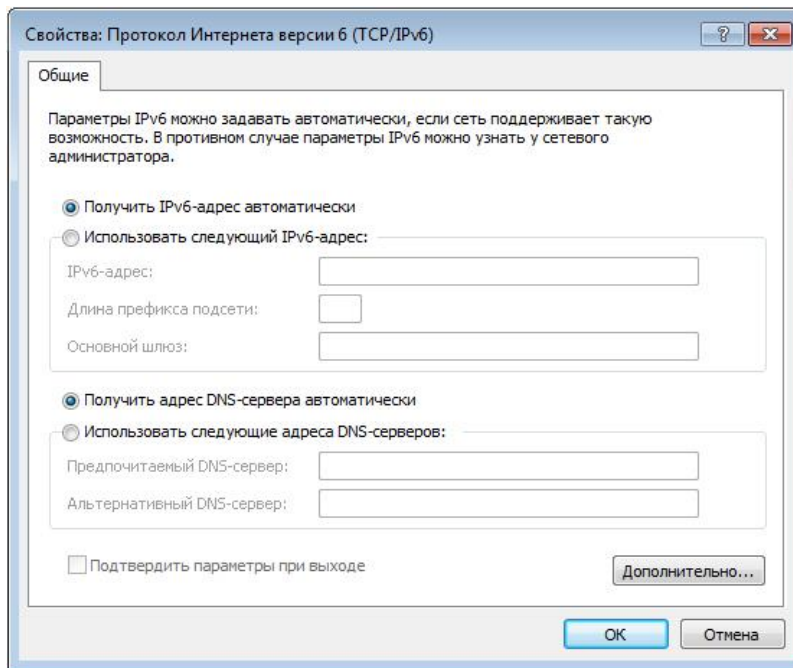 Свойства: Протокол Интернета версии 6 (TCP/IPv6)
Общие
Параметры IPv6 можно задавать автоматически, если сеть поддерживает такую
возможность. В противном случае параметры IPv6 можно узнать у сетевого
администратора.
Получить IPv6-адрес автоматически
Использовать следующий IPv6-адрес:
IPv6-адрес:
Длина префикса подсети:
Основной шлюз:
Получить адрес DNS-сервера автоматически
Использовать следующие адреса DNS-серверов:
Предпочитаемый DNS-сервер:
Альтернативный DNS-сервер:
Подтвердить параметры при выходе
Дополнительно...
ОК
Отмена